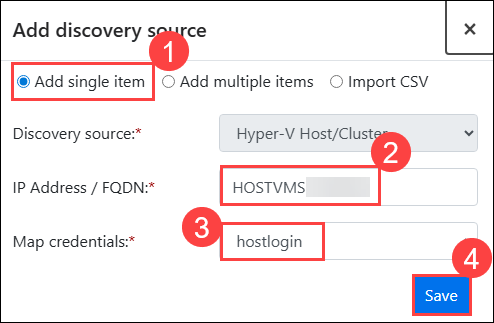 Add discovery source
×
1
Add single item Add multiple items Import CSV
Discovery source:* Hyper-V Host/Cluster
2
IP Address / FQDN:* HOSTVMS
3
Map credentials:* hostlogin
4
Save